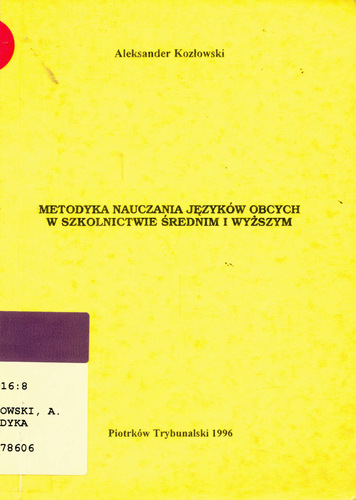 Aleksander Kozłowski
METODYKA NAUCZANIA JĘZYKÓW OBCYCH
W SZKOLNICTWIE ŚREDNIM I WYŻSZYM
16:8
OWSKI, A.
DYKA
78606
Piotrków Trybunalski 1996